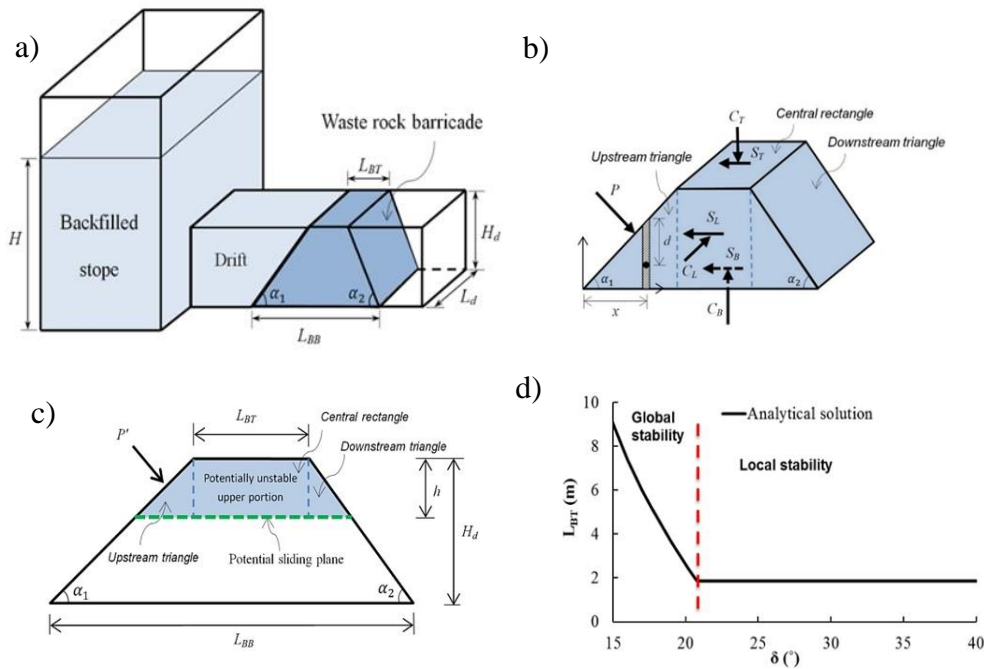 a)
Waste rock barricade
L_BT
H
Backfilled
stope
Drift
H_d
α₁
α₂
L_d
L_BB
b)
C_T
Central rectangle
Upstream triangle
S_T
Downstream triangle
P
S_L
d
S_B
C_L
α₁
α₂
x
C_B
c)
L_BT
Central rectangle
P'
Downstream triangle
Potentially unstable
upper portion
h
H_d
Upstream triangle
Potential sliding plane
α₁
α₂
L_BB
d)
10
Global
stability
Analytical solution
8
Local stability
6
L_BT (m)
4
2
0
15 20 25 30 35 40
δ (°)